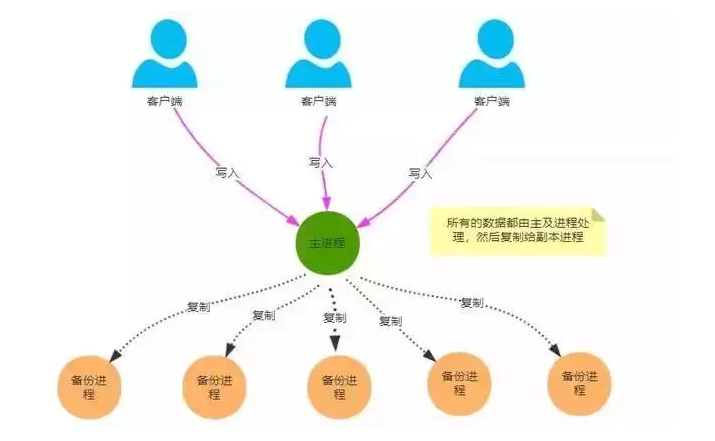 客户端
客户端
客户端
写入
写入
写入
主进程
所有的数据都由主及进程处
理，然后复制给副本进程
复制
复制
复制
复制
复制
备份进
程
备份进
程
备份进
程
备份进
程
备份进
程